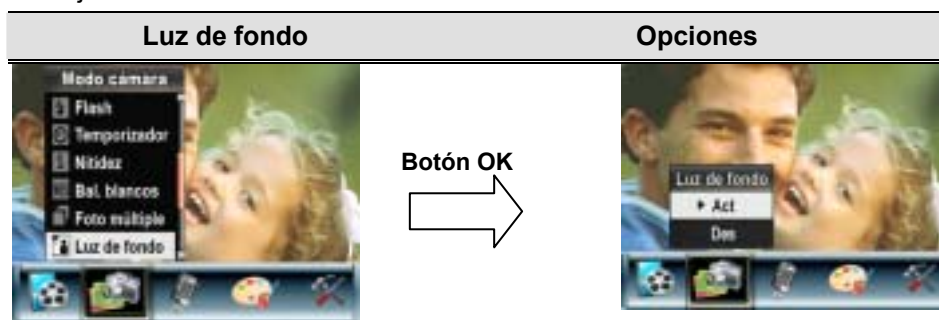 Luz de fondo
Opciones
Modo cámara
Flash
Temporizador
Nitidez
Bal. blancos
Foto múltiple
Luz de fondo
Botón OK
Luz de fondo
Act
Des